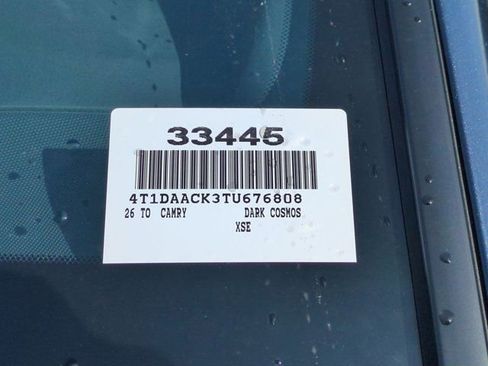 33445
4T1DAACK3TU676808
26 TO CAMRY DARK COSMOS
XSE